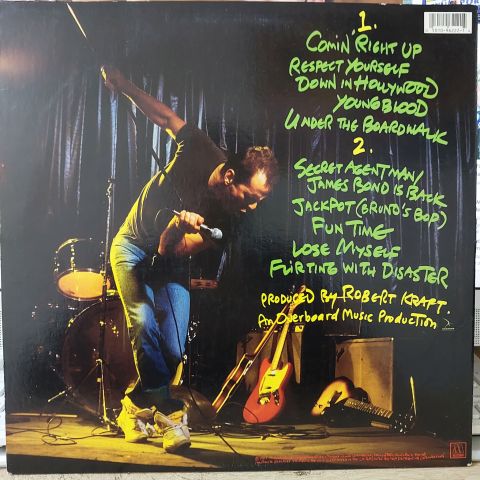 1.
COMIN' RIGHT UP
RESPECT YOURSELF
DOWN IN HOLLYWOOD
YOUNGBLOOD
UNDER THE BOARDWALK
2.
SECRET AGENT MAN/
JAMES BOND IS BACK
JACKPOT (BRUNO'S BOP)
FUN TIME
LOSE MYSELF
FLIRTING WITH DISASTER
PRODUCED BY ROBERT KRAFT.
An Overboard Music Production